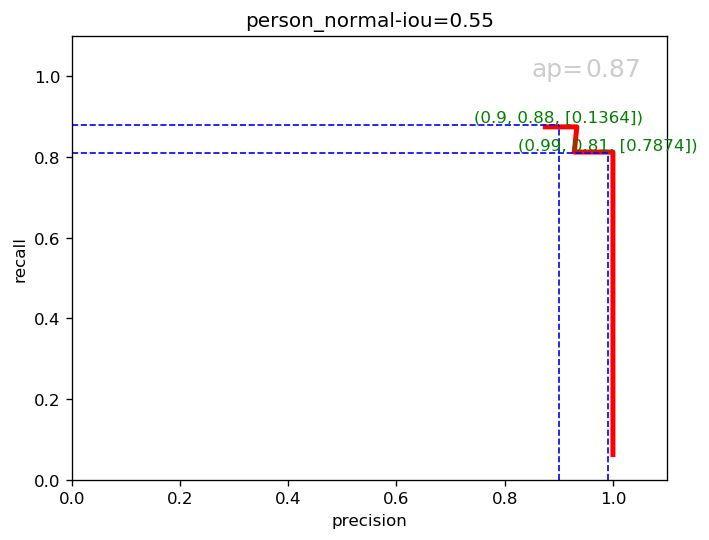 person_normal-iou=0.55
ap=0.87
1.0
(0.9, 0.88, [0.1364])
(0.99, 0.81, [0.7874])
0.8
0.6
0.4
0.2
0.0
recall
0.0 0.2 0.4 0.6 0.8 1.0
precision